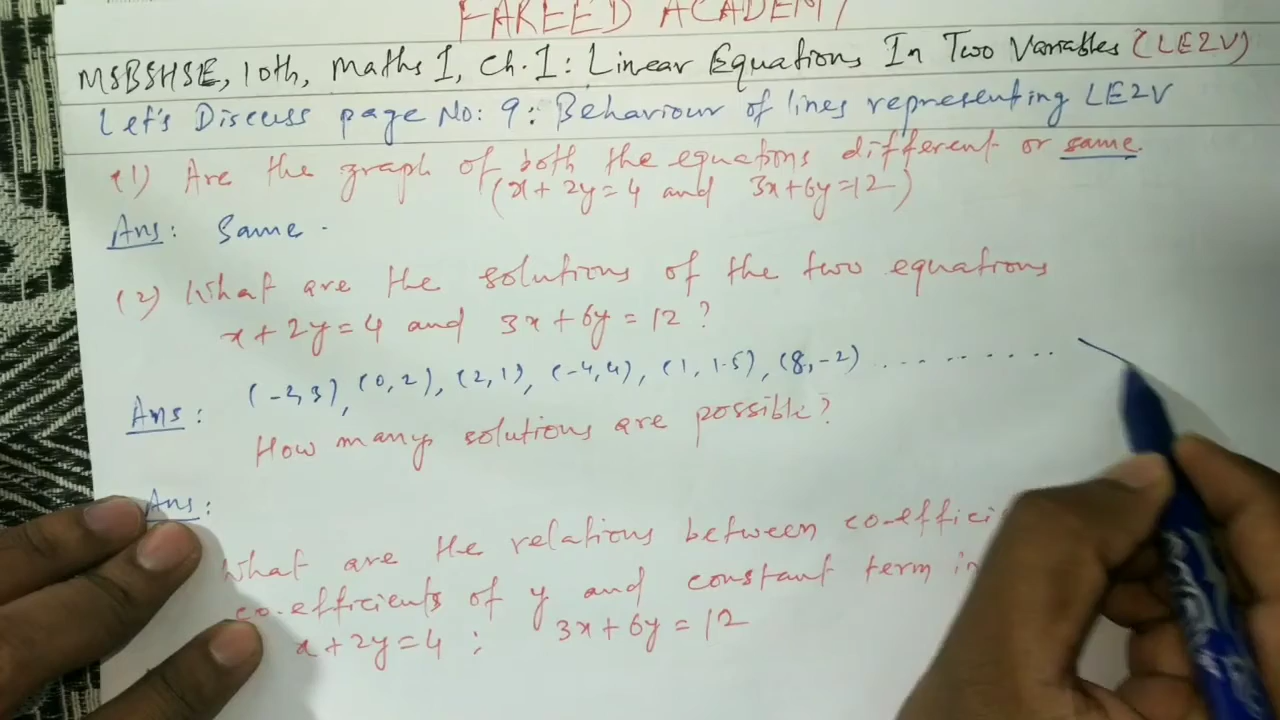 FAREED ACADEMY
MSBSHSE, 10th, Maths I, Ch.I: Linear Equations In Two Variables (LE2V)
Let's Discuss page No: 9: Behaviour of lines representing LE2V
(1) Are the graph of both the equations different or same.
(x+2y=4 and 3x+6y=12)
Ans: Same.
(2) What are the solutions of the two equations
x+2y=4 and 3x+6y=12?
Ans: (-2,3), (0,2), (2,1), (-4,4), (1,1.5), (8,-2) ..........
How many solutions are possible?
Ans:
What are the relations between co-effici
co-efficients of y and constant term in
x+2y=4; 3x+6y=12